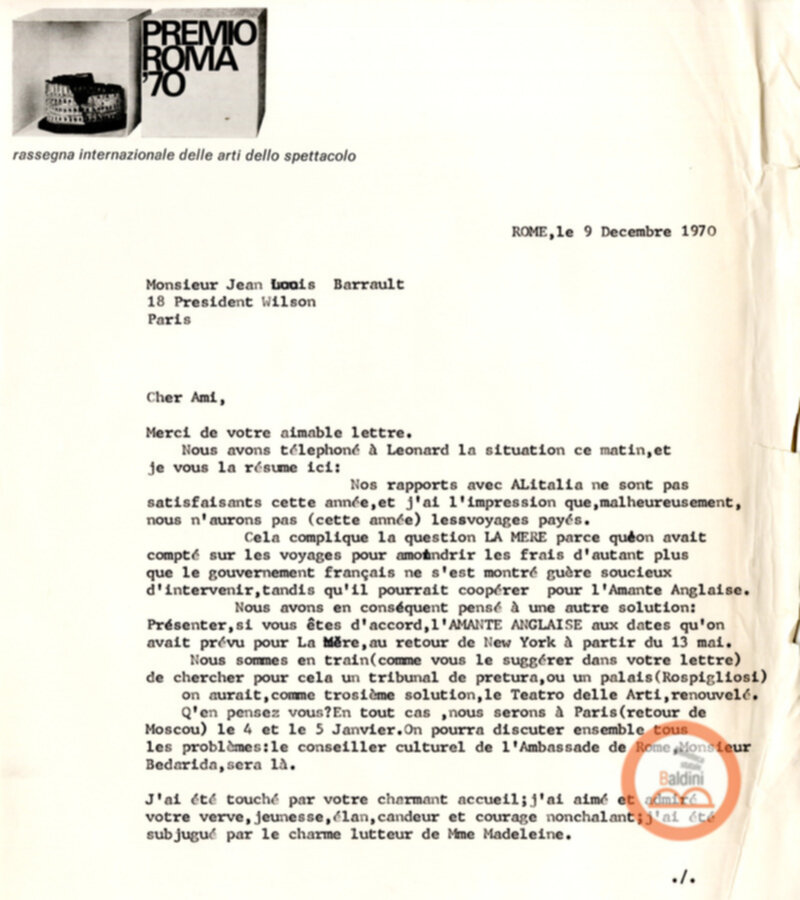 PREMIO
ROMA
'70
rassegna internazionale delle arti dello spettacolo
ROME,le 9 Decembre 1970
Monsieur Jean Louis Barrault
18 President Wilson
Paris
Cher Ami,
Merci de votre aimable lettre.
Nous avons télephoné à Leonard la situation ce matin,et
je vous la résume ici:
Nos rapports avec ALitalia ne sont pas
satisfaisants cette année,et j'ai l'impression que,malheureusement,
nous n'aurons pas (cette année) lessvoyages payés.
Cela complique la question LA MERE parce quéon avait
compté sur les voyages pour amoindrir les frais d'autant plus
que le gouvernement français ne s'est montré guère soucieux
d'intervenir,tandis qu'il pourrait coopérer pour l'Amante Anglaise.
Nous avons en conséquent pensé à une autre solution:
Présenter,si vous êtes d'accord,l'AMANTE ANGLAISE aux dates qu'on
avait prévu pour La Mère,au retour de New York à partir du 13 mai.
Nous sommes en train(comme vous le suggérer dans votre lettre)
de chercher pour cela un tribunal de pretura,ou un palais(Rospigliosi)
on aurait,comme trosième solution,le Teatro delle Arti,renouvelé.
Q'en pensez vous?En tout cas ,nous serons à Paris(retour de
Moscou) le 4 et le 5 Janvier.On pourra discuter ensemble tous
les problèmes:le conseiller culturel de l'Ambassade de Rome,Monsieur
Bedarida,sera là.
J'ai été touché par votre charmant accueil;j'ai aimé et admiré
votre verve,jeunesse,élan,candeur et courage nonchalant;j'ai été
subjugué par le charme lutteur de Mme Madeleine.
./.
Baldini